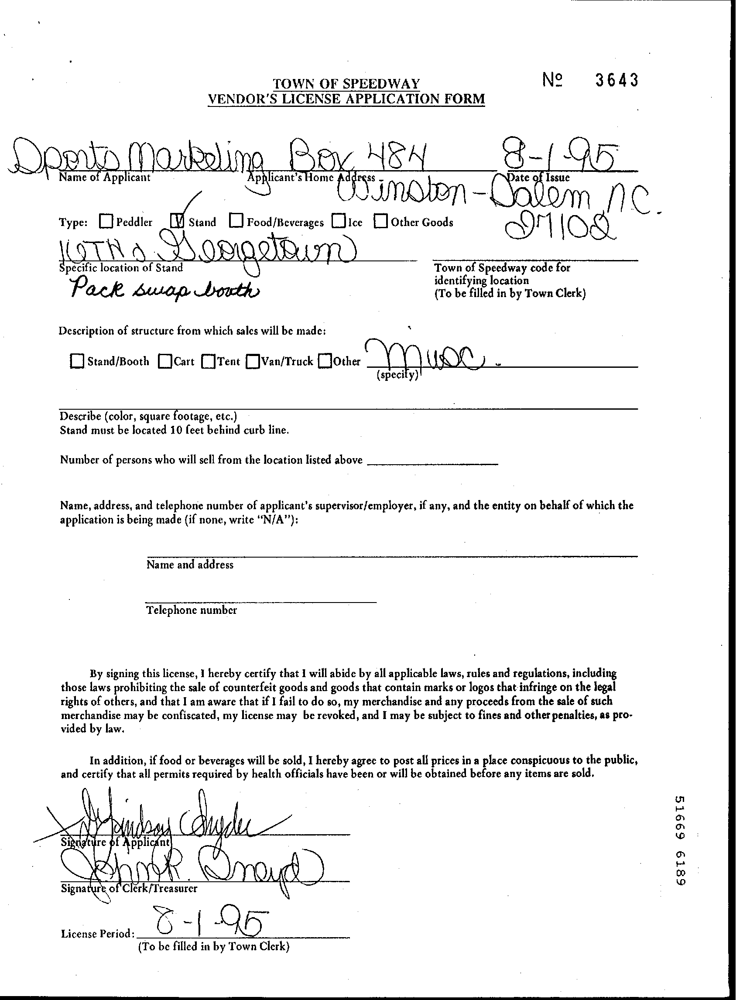 TOWN OF SPEEDWAY
VENDOR'S LICENSE APPLICATION FORM
Nº 3643
Sports Marketing Box 484 8-1-95
Name of Applicant Applicant's Home Address Date of Issue
Winston-Salem, NC.
27102
Type: Peddler Stand Food/Beverages Ice Other Goods
16TH & Georgetown
Specific location of Stand
Pack swap booth
Town of Speedway code for
identifying location
(To be filled in by Town Clerk)
Description of structure from which sales will be made:
Stand/Booth Cart Tent Van/Truck Other Misc.
(specify)
Describe (color, square footage, etc.)
Stand must be located 10 feet behind curb line.
Number of persons who will sell from the location listed above
Name, address, and telephone number of applicant's supervisor/employer, if any, and the entity on behalf of which the
application is being made (if none, write "N/A"):
Name and address
Telephone number
By signing this license, I hereby certify that I will abide by all applicable laws, rules and regulations, including
those laws prohibiting the sale of counterfeit goods and goods that contain marks or logos that infringe on the legal
rights of others, and that I am aware that if I fail to do so, my merchandise and any proceeds from the sale of such
merchandise may be confiscated, my license may be revoked, and I may be subject to fines and other penalties, as pro-
vided by law.
In addition, if food or beverages will be sold, I hereby agree to post all prices in a place conspicuous to the public,
and certify that all permits required by health officials have been or will be obtained before any items are sold.
Lindsay
Signature of Applicant
Signature of Clerk/Treasurer
License Period: 8-1-95
(To be filled in by Town Clerk)
51669 6189